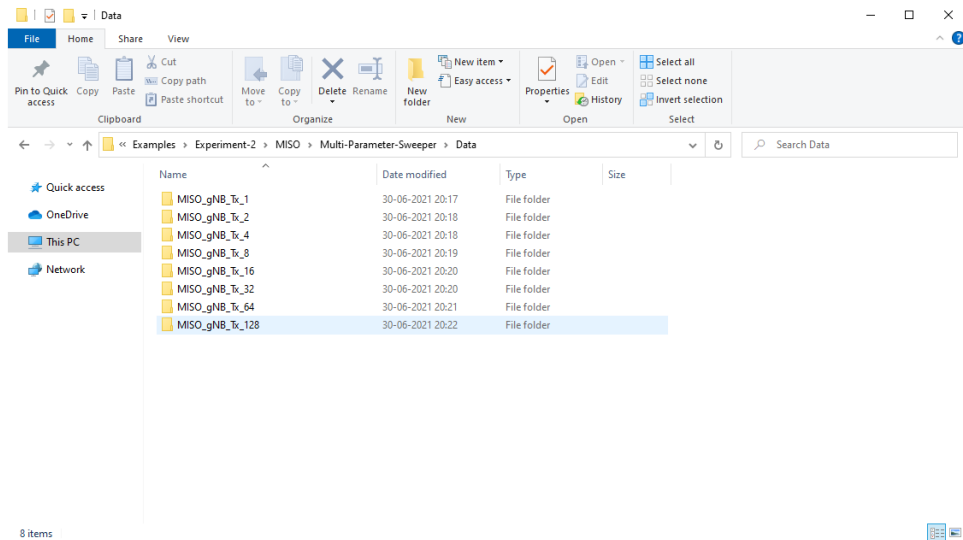 Data
File Home Share View
Pin to Quick access
Copy
Paste
Cut
Copy path
Paste shortcut
Clipboard
Move to
Copy to
Delete
Rename
Organize
New folder
New item
Easy access
New
Properties
Open
Edit
History
Open
Select all
Select none
Invert selection
Select
« Examples › Experiment-2 › MISO › Multi-Parameter-Sweeper › Data
Search Data
Quick access
OneDrive
This PC
Network
Name Date modified Type Size
MISO_gNB_Tx_1 30-06-2021 20:17 File folder
MISO_gNB_Tx_2 30-06-2021 20:18 File folder
MISO_gNB_Tx_4 30-06-2021 20:18 File folder
MISO_gNB_Tx_8 30-06-2021 20:19 File folder
MISO_gNB_Tx_16 30-06-2021 20:20 File folder
MISO_gNB_Tx_32 30-06-2021 20:20 File folder
MISO_gNB_Tx_64 30-06-2021 20:21 File folder
MISO_gNB_Tx_128 30-06-2021 20:22 File folder
8 items